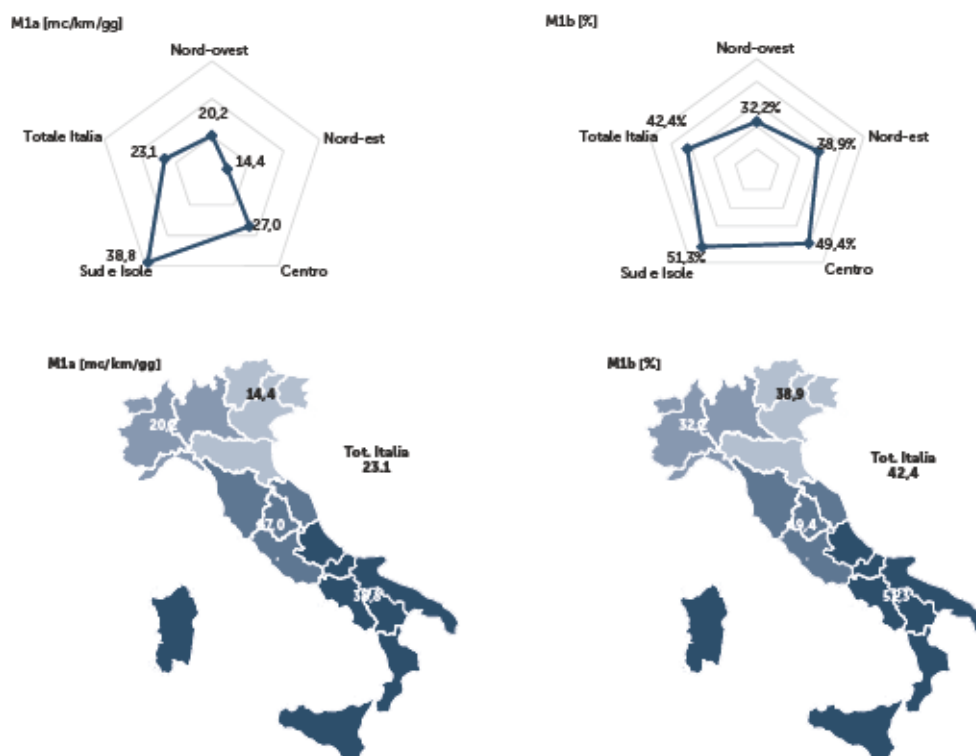 M1a [mc/km/gg]
Nord-ovest
20,2
Totale Italia
23,1
14,4
Nord-est
27,0
38,8
Sud e Isole
Centro
M1b [%]
Nord-ovest
32,2%
42,4%
Totale Italia
38,9%
Nord-est
49,4%
51,3%
Sud e Isole
Centro
M1a [mc/km/gg]
14,4
20,2
Tot. Italia
23.1
27,0
38,8
M1b [%]
38,9
32,2
Tot. Italia
42,4
49,4
51,3